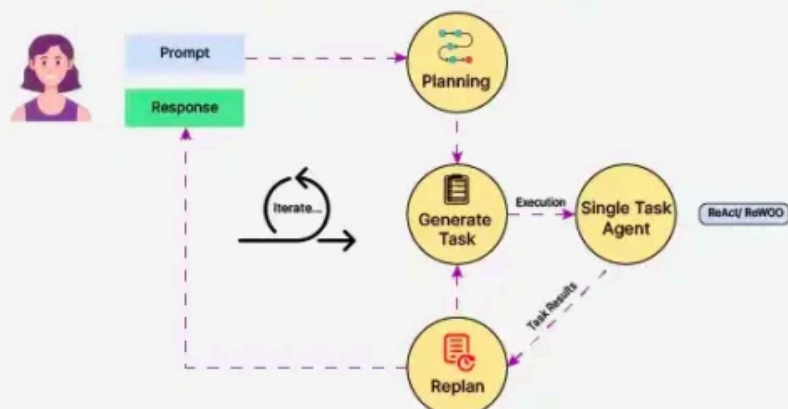 Prompt
Response
Planning
Iterate...
Generate
Task
Execution
Single Task
Agent
ReAct/ ReWOO
Task Results
Replan